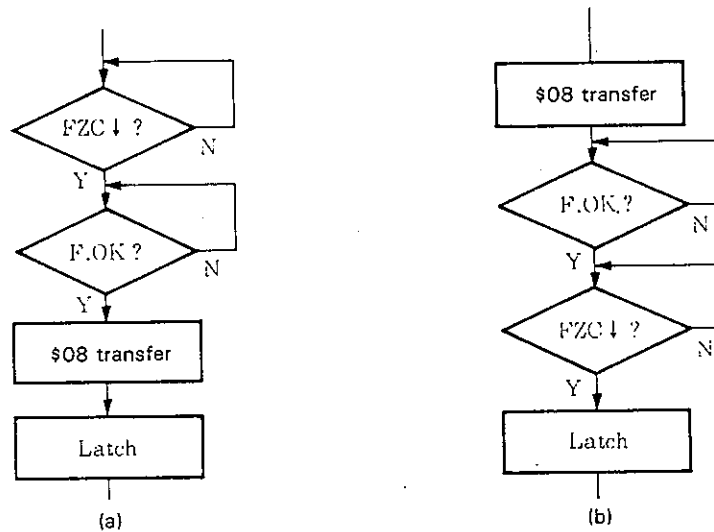 FZC ↓ ?
N
Y
F.OK ?
N
Y
$08 transfer
Latch
(a)
$08 transfer
F.OK.?
N
Y
FZC ↓ ?
N
Y
Latch
(b)